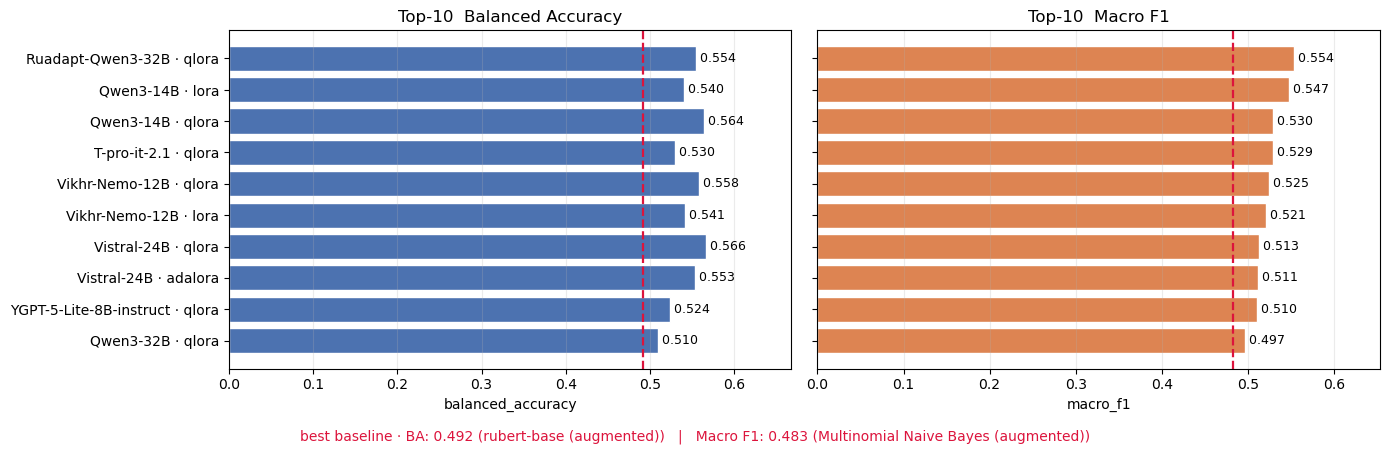 Top-10  Balanced Accuracy
Top-10  Macro F1
Ruadapt-Qwen3-32B · qlora 0.554 0.554
Qwen3-14B · lora 0.540 0.547
Qwen3-14B · qlora 0.564 0.530
T-pro-it-2.1 · qlora 0.530 0.529
Vikhr-Nemo-12B · qlora 0.558 0.525
Vikhr-Nemo-12B · lora 0.541 0.521
Vistral-24B · qlora 0.566 0.513
Vistral-24B · adalora 0.553 0.511
YGPT-5-Lite-8B-instruct · qlora 0.524 0.510
Qwen3-32B · qlora 0.510 0.497
0.0 0.1 0.2 0.3 0.4 0.5 0.6
0.0 0.1 0.2 0.3 0.4 0.5 0.6
balanced_accuracy
macro_f1
best baseline · BA: 0.492 (rubert-base (augmented))   |   Macro F1: 0.483 (Multinomial Naive Bayes (augmented))